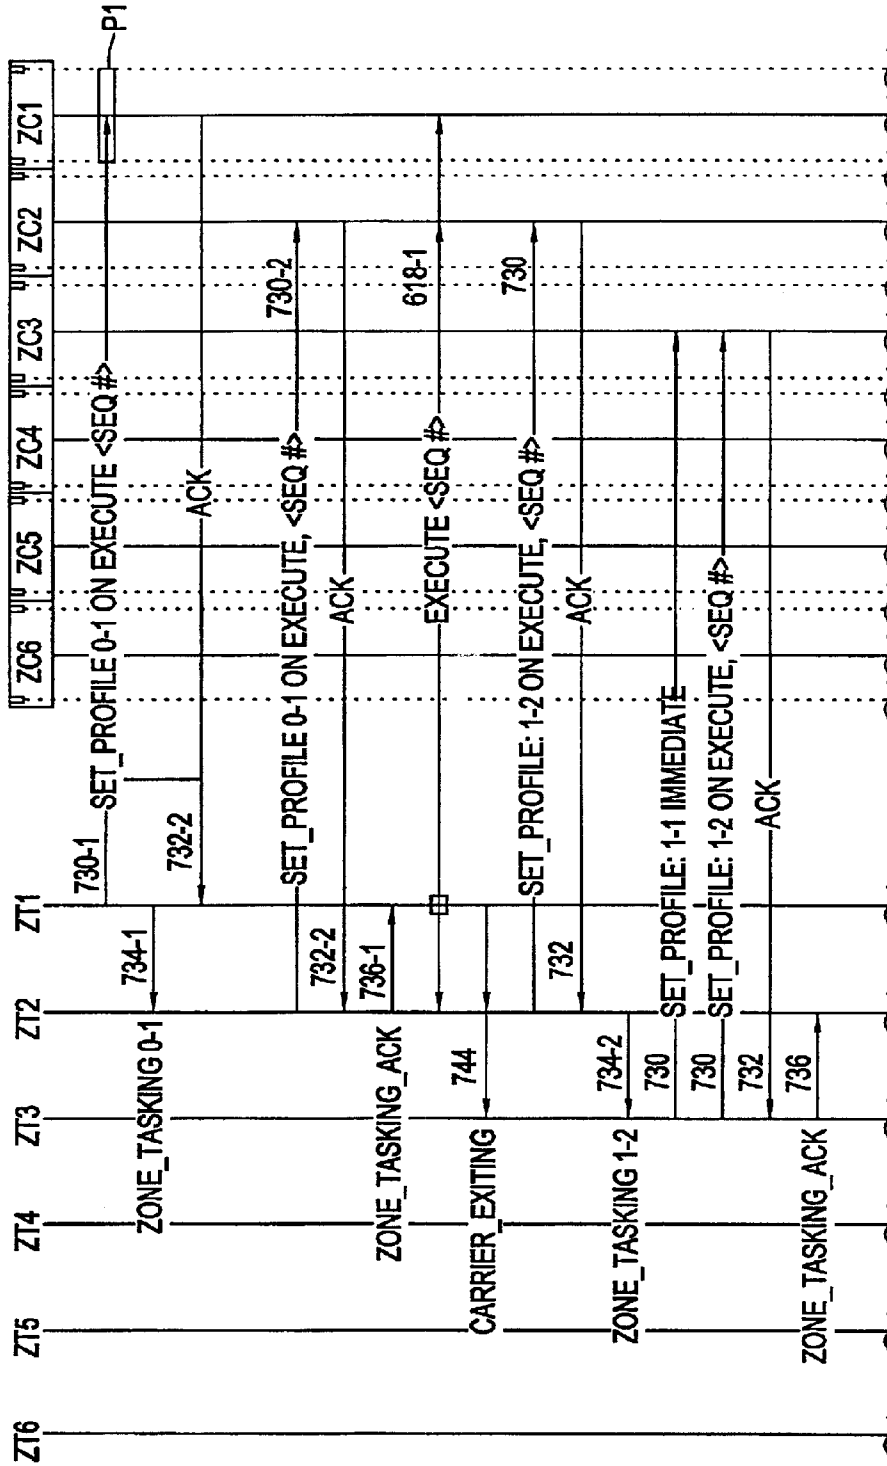 ZT6
ZT5
ZT4
ZT3
ZT2
ZT1
ZC6
ZC5
ZC4
ZC3
ZC2
ZC1
P1
730-1
SET_PROFILE 0-1 ON EXECUTE <SEQ #>
734-1
ZONE_TASKING 0-1
732-2
ACK
SET_PROFILE 0-1 ON EXECUTE, <SEQ #>
730-2
732-2
ACK
736-1
ZONE_TASKING_ACK
EXECUTE <SEQ #>
618-1
744
CARRIER_EXITING
SET_PROFILE: 1-2 ON EXECUTE, <SEQ #>
730
732
ACK
734-2
ZONE_TASKING 1-2
730
SET_PROFILE: 1-1 IMMEDIATE
730
SET_PROFILE: 1-2 ON EXECUTE, <SEQ #>
732
ACK
736
ZONE_TASKING_ACK